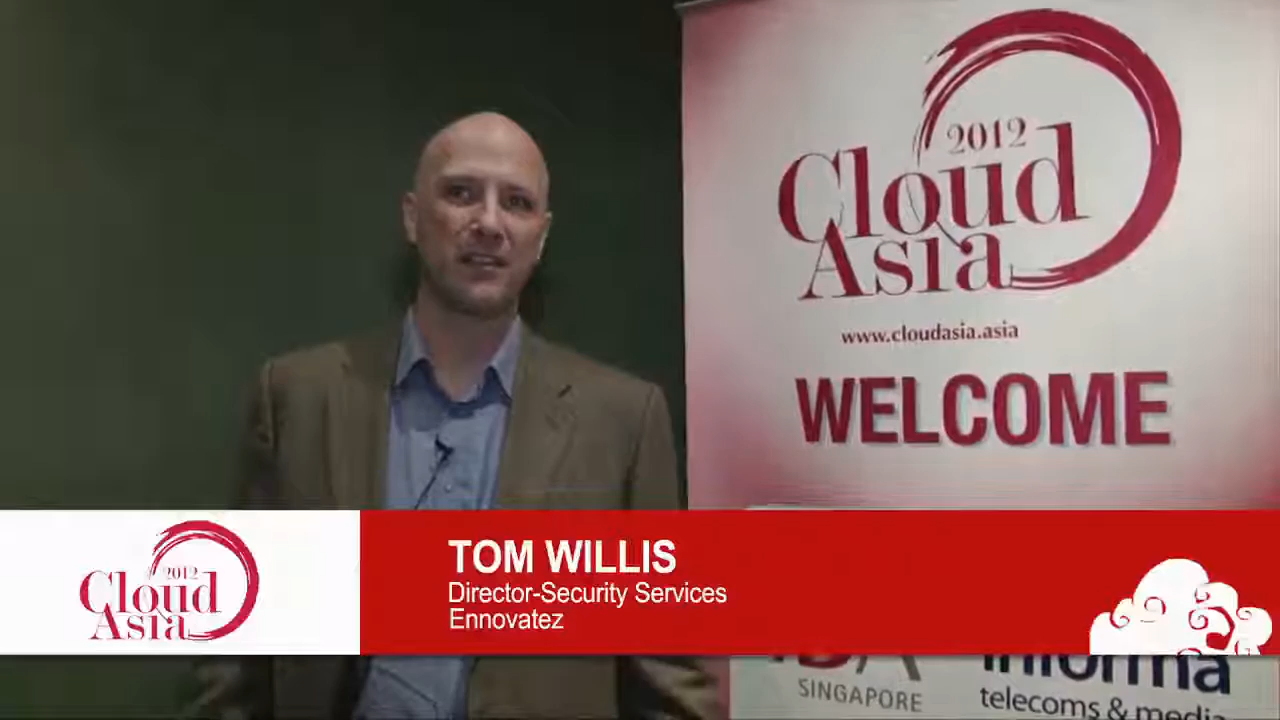 2012
Cloud
Asia
www.cloudasia.asia
WELCOME
2012
Cloud
Asia
TOM WILLIS
Director-Security Services
Ennovatez
IDA
SINGAPORE
informa
telecoms & media